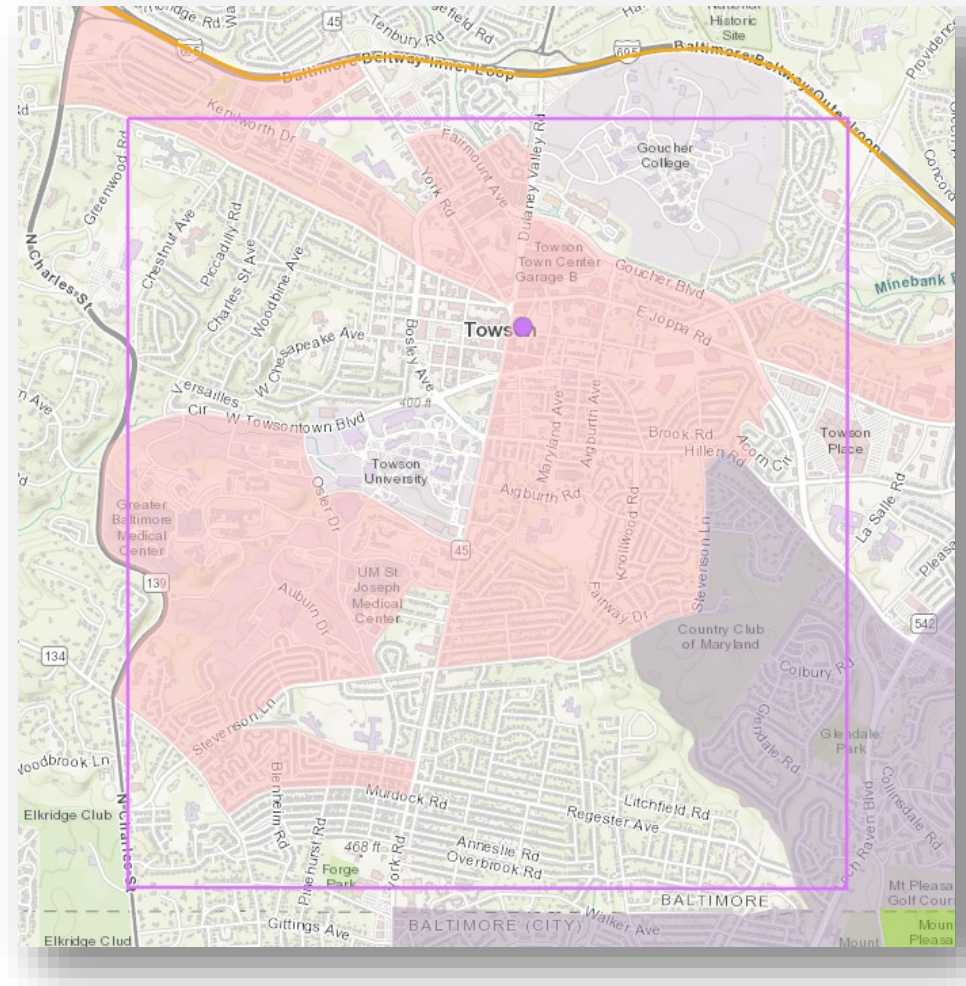 45
Tenbury Rd
National
Historic
Site
695
Baltimore Beltway Inner Loop
695
Baltimore Beltway Outer Loop
Kenilworth Dr
Fairmount Ave
York Rd
Dulaney Valley Rd
Goucher
College
Greenwood Rd
Chestnut Ave
Piccadilly Rd
Charles St Ave
Woodbine Ave
N Charles St
Towson
Town Center
Garage B
Goucher Blvd
E Joppa Rd
Minebank
Towson
W Chesapeake Ave
Bosley Ave
Versailles
Cir
400 ft
W Towsontown Blvd
Maryland Ave
Aigburth Ave
Brook Rd
Hillen Rd
Acorn Cir
Towson
Place
Towson
University
Aigburth Rd
Osler Dr
Knollwood Rd
Stevenson Ln
La Salle Rd
Greater
Baltimore
Medical
Center
45
139
UM St
Joseph
Medical
Center
Auburn Dr
Fairway Dr
Country Club
of Maryland
542
134
Colbury Rd
Glendale Rd
Glendale
Park
Stevenson Ln
Woodbrook Ln
Blenheim Rd
Murdock Rd
Litchfield Rd
Regester Ave
Collinsdale Rd
Loch Raven Blvd
Elkridge Club
N Charles St
468 ft
Pinehurst Rd
York Rd
Anneslie Rd
Overbrook Rd
Forge
Park
BALTIMORE
Mt Pleasa
Golf Cours
Gittings Ave
BALTIMORE (CITY)
Walker Ave
Elkridge Club
Mount
Moun
Pleasa